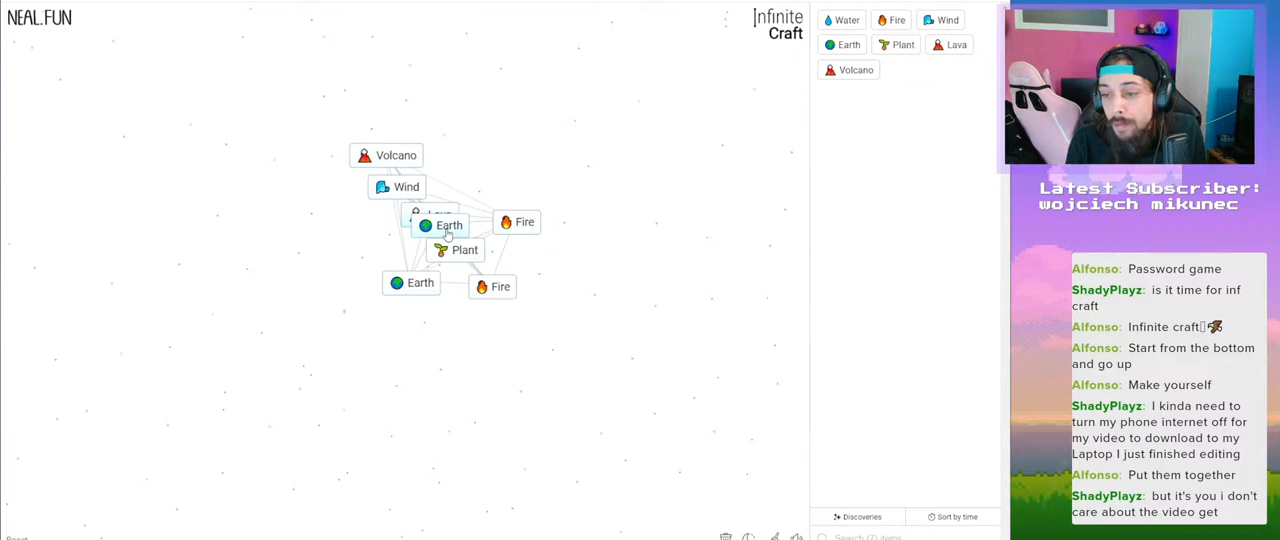 NEAL.FUN
Infinite
Craft
Volcano
Wind
Earth
Fire
Plant
Earth
Fire
Water
Fire
Wind
Earth
Plant
Lava
Volcano
Discoveries
Sort by time
Search (7) items
Latest Subscriber:
wojciech mikunec
Alfonso: Password game
ShadyPlayz: is it time for inf
craft
Alfonso: Infinite craft
Alfonso: Start from the bottom
and go up
Alfonso: Make yourself
ShadyPlayz: I kinda need to
turn my phone internet off for
my video to download to my
Laptop I just finished editing
Alfonso: Put them together
ShadyPlayz: but it's you i don't
care about the video get